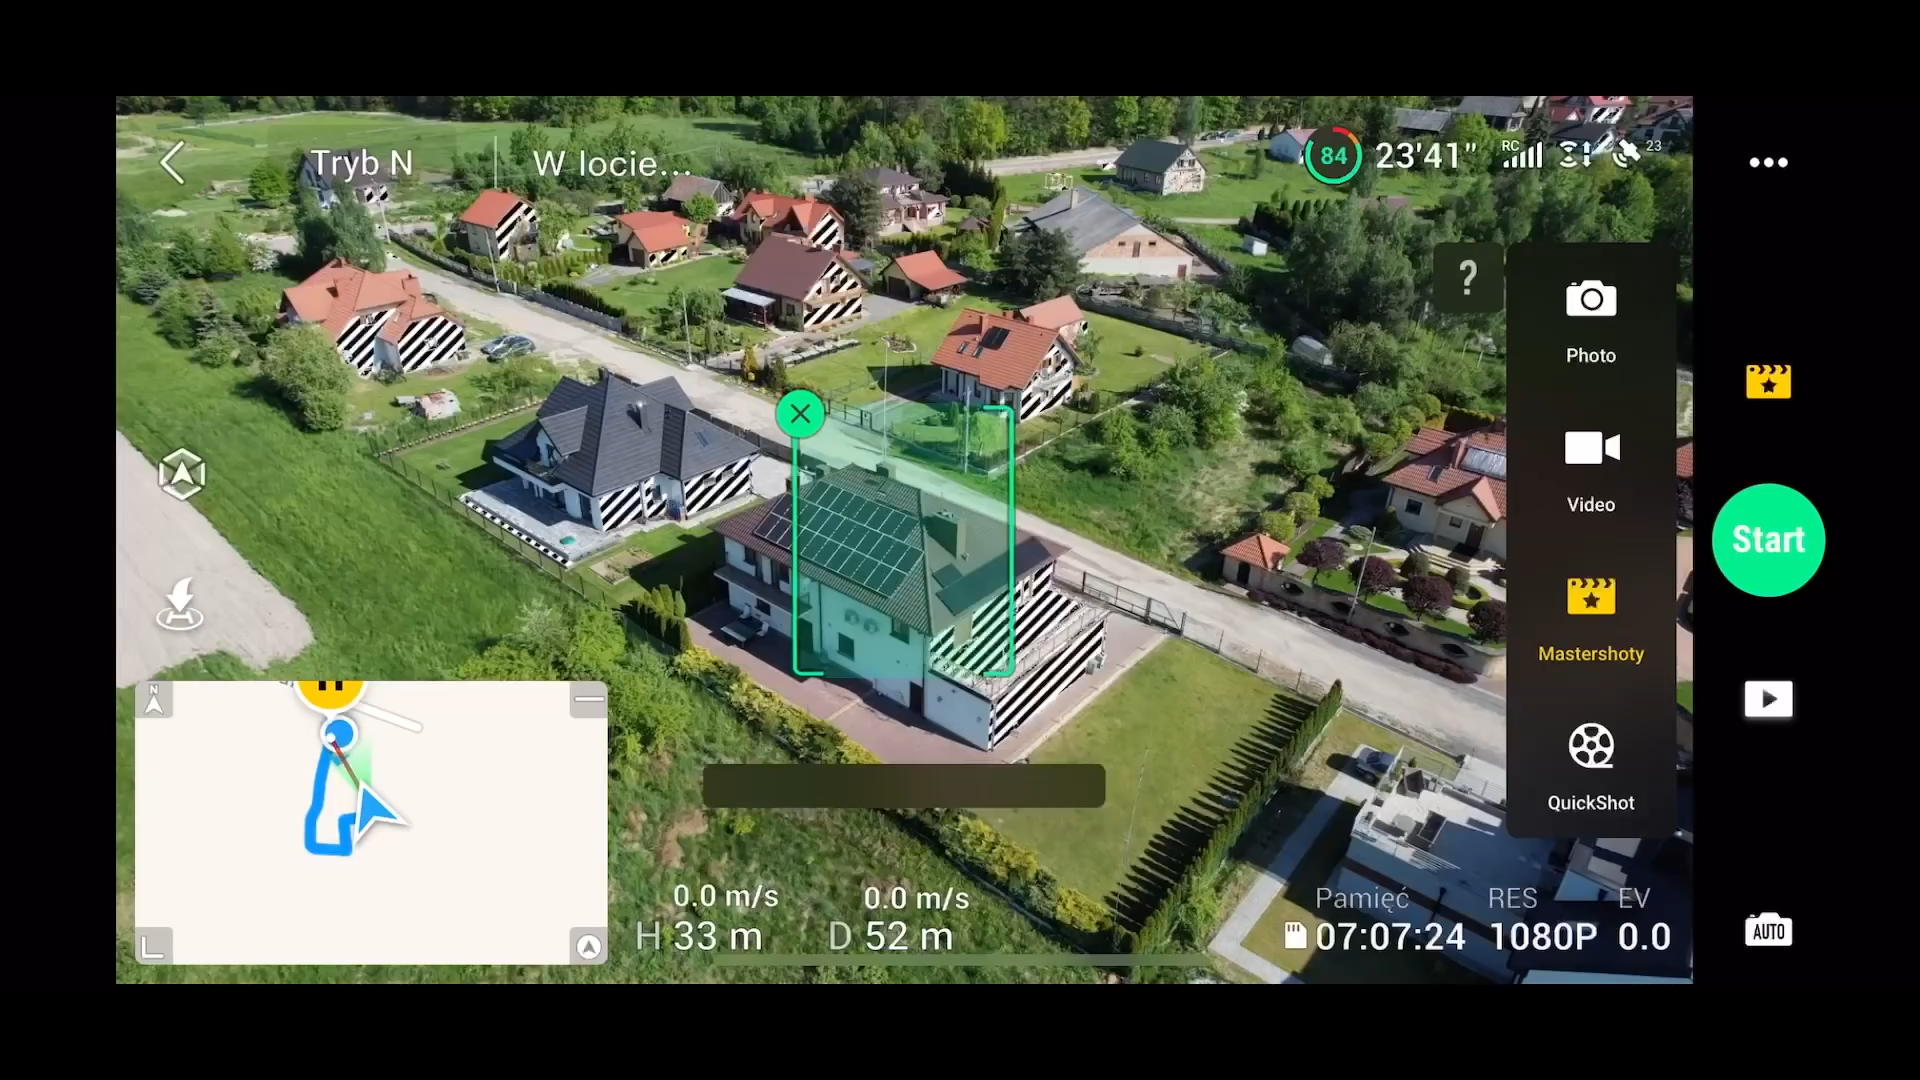 Tryb N
W locie...
84
23'41"
RC
23
?
Photo
Video
Mastershoty
QuickShot
Start
AUTO
N
H
0.0 m/s
0.0 m/s
H 33 m
D 52 m
Pamięć
RES
EV
07:07:24
1080P
0.0